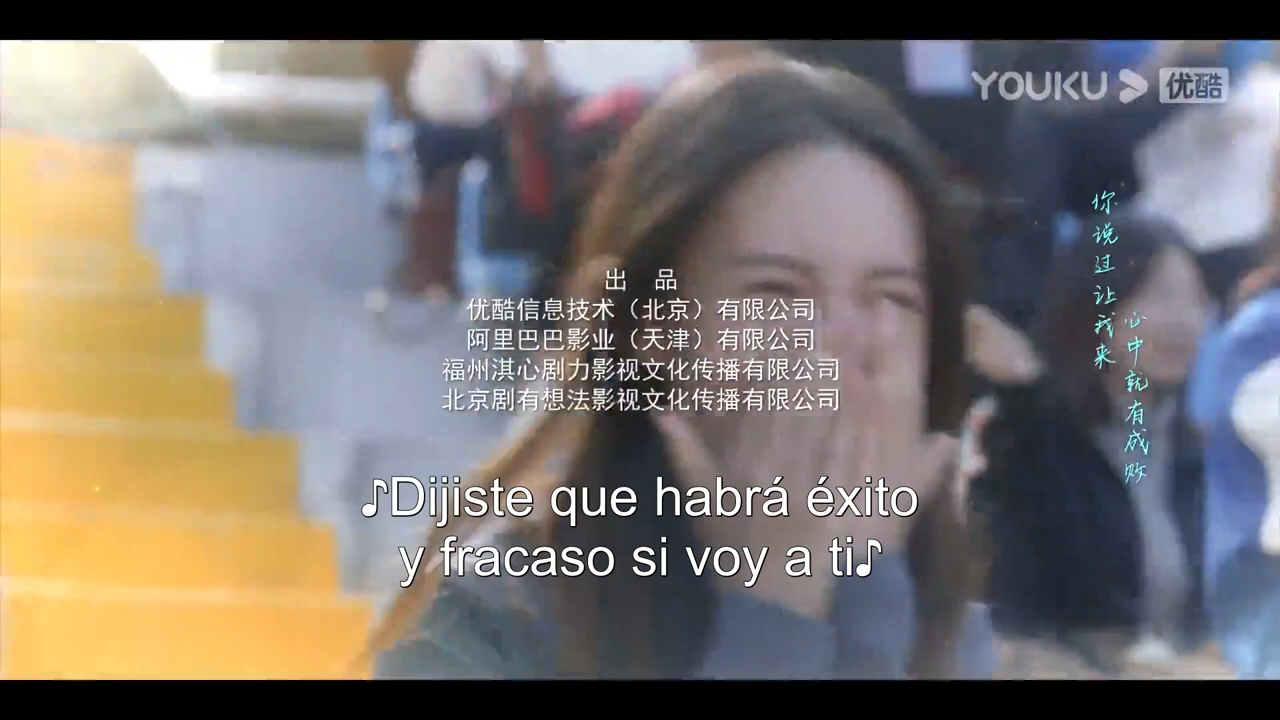 YOUKU 优酷
你说过让我来
心中就有成败
出 品
优酷信息技术（北京）有限公司
阿里巴巴影业（天津）有限公司
福州淇心剧力影视文化传播有限公司
北京剧有想法影视文化传播有限公司
♪Dijiste que habrá éxito
y fracaso si voy a ti♪